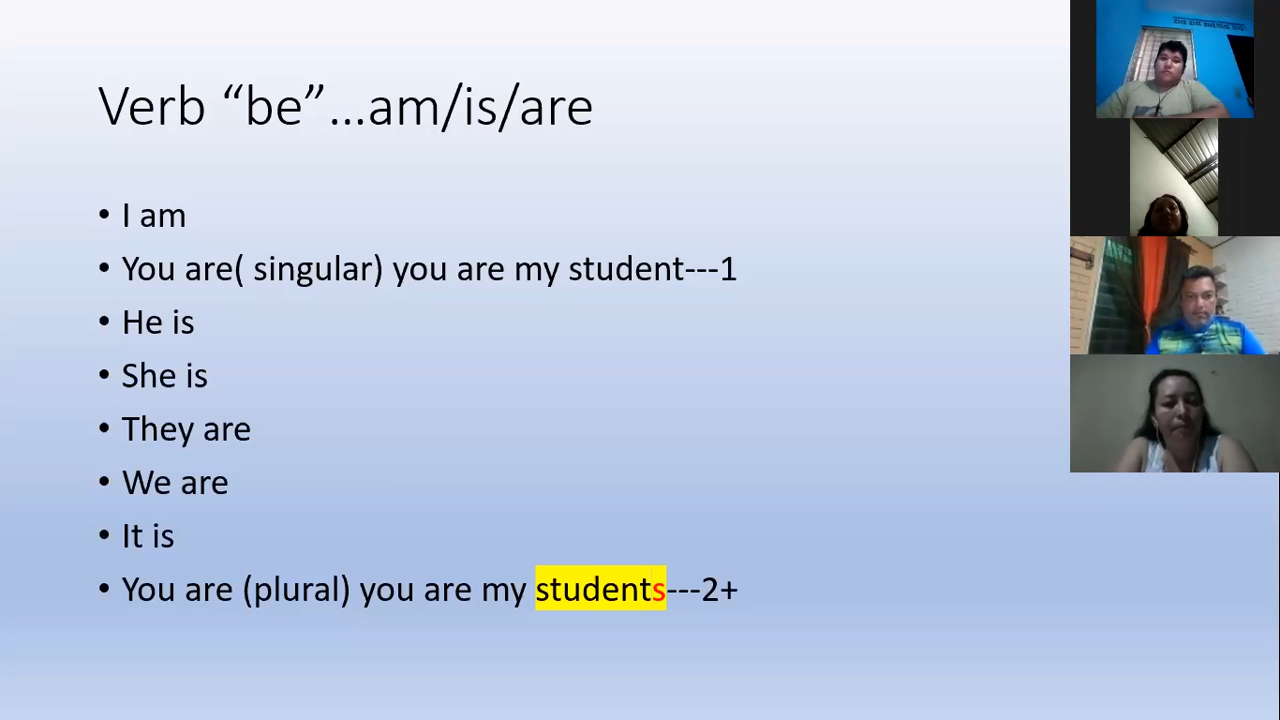 Verb “be”...am/is/are
• I am
• You are( singular) you are my student---1
• He is
• She is
• They are
• We are
• It is
• You are (plural) you are my students---2+